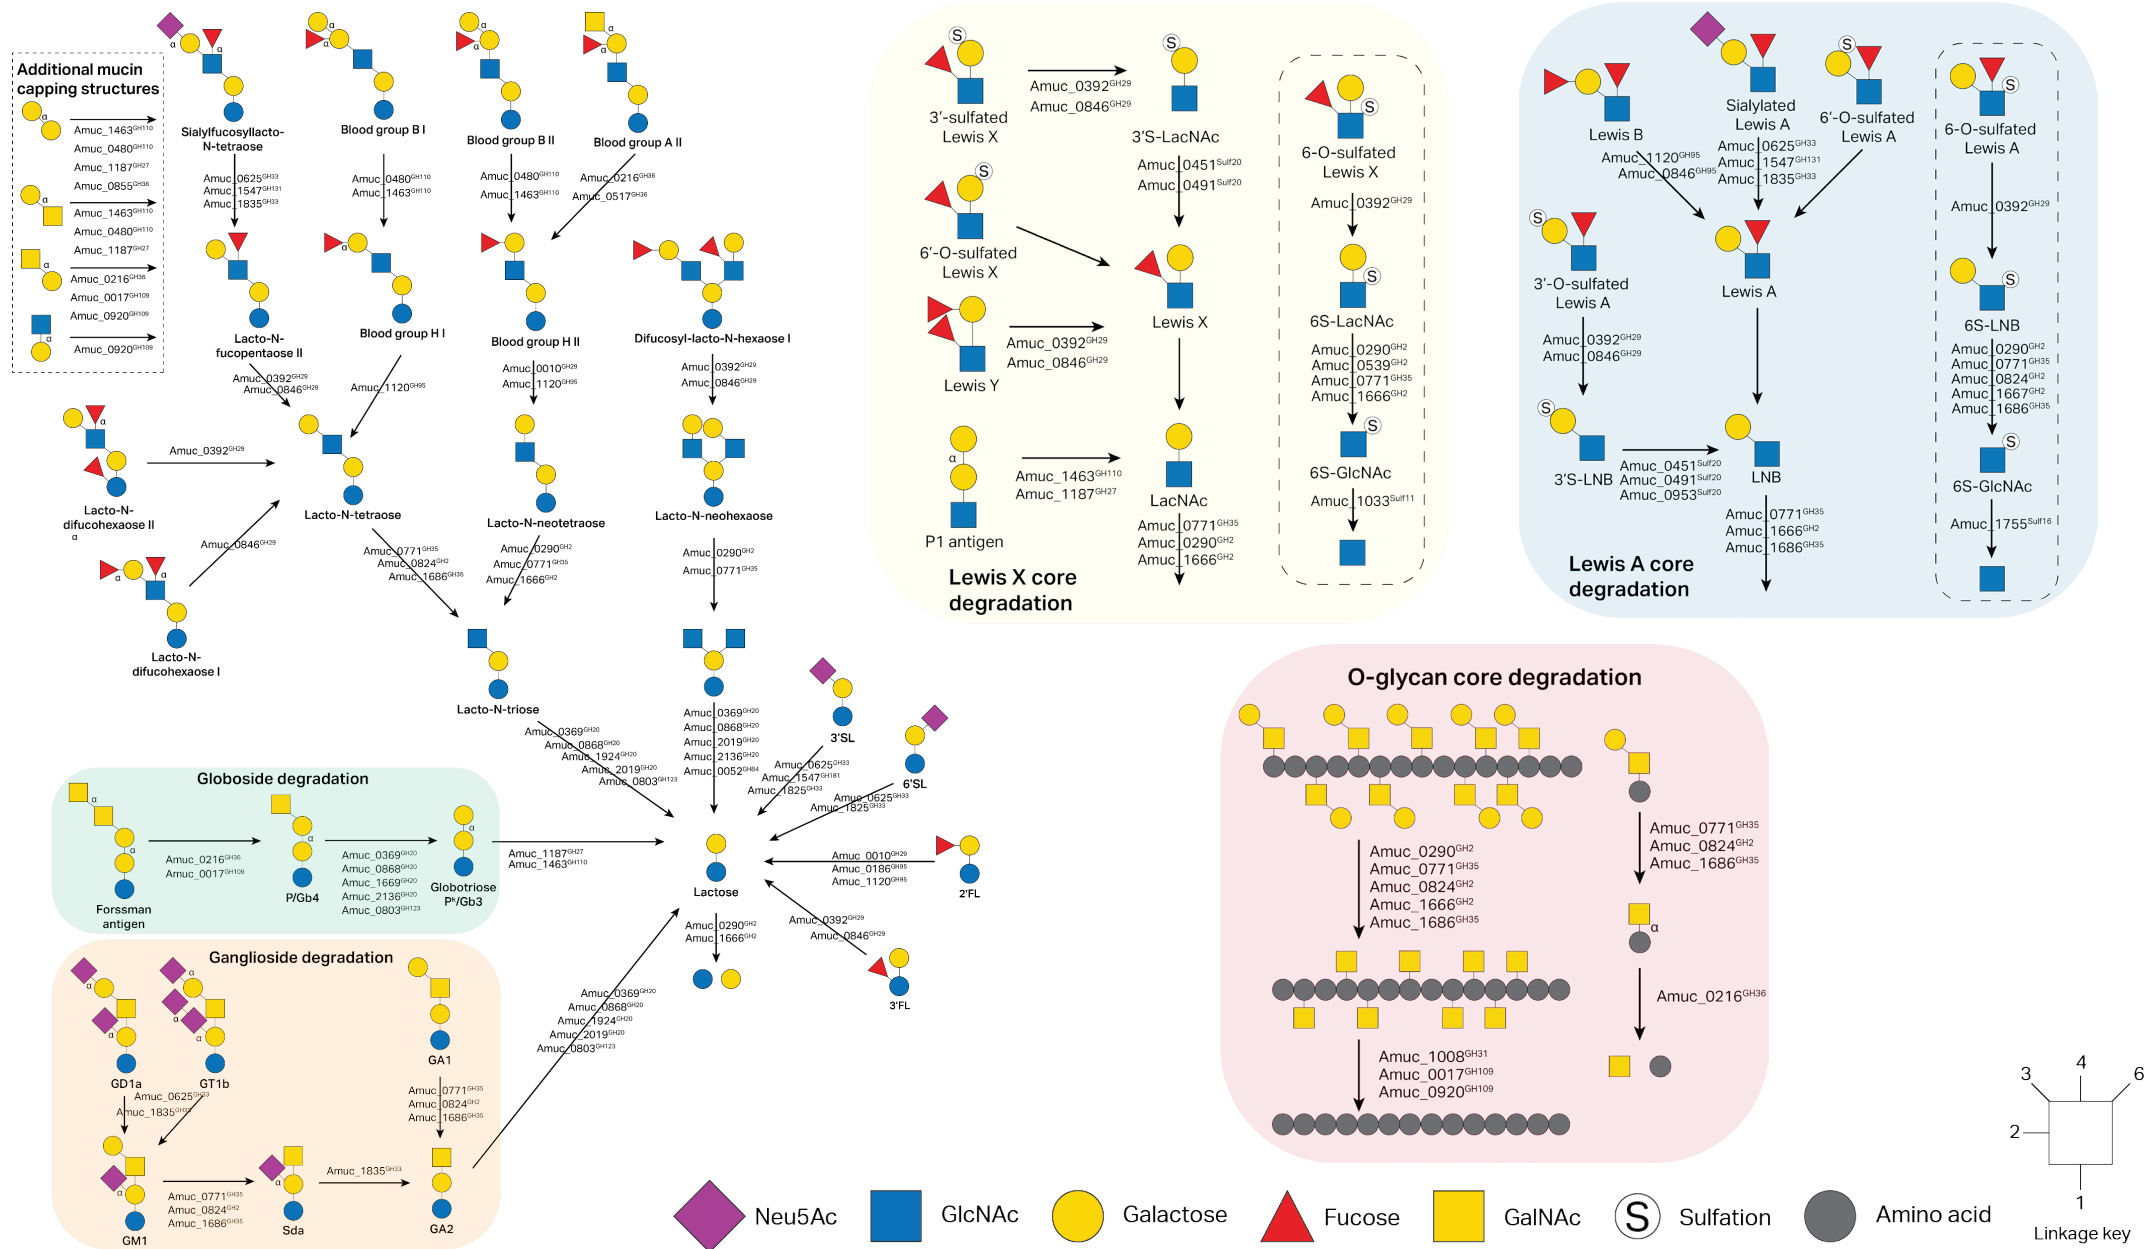 Additional mucin
capping structures
α
Amuc_1463GH110
Amuc_0480GH110
Amuc_1187GH27
Amuc_0855GH36
α
Amuc_1463GH110
Amuc_0480GH110
Amuc_1187GH27
α
Amuc_0216GH36
Amuc_0017GH109
Amuc_0920GH109
α
Amuc_0920GH109
α
α
Sialylfucosyllacto-
N-tetraose
Amuc_0625GH33
Amuc_1547GH131
Amuc_1835GH33
α
α
Blood group B I
Amuc_0480GH110
Amuc_1463GH110
α
α
Blood group B II
Amuc_0480GH110
Amuc_1463GH110
α
α
Blood group A II
Amuc_0216GH36
Amuc_0517GH36
Lacto-N-
fucopentaose II
Amuc_0392GH29
Amuc_0846GH29
α
Blood group H I
Amuc_1120GH95
Blood group H II
Amuc_0010GH29
Amuc_1120GH95
Difucosyl-lacto-N-hexaose I
Amuc_0392GH29
Amuc_0846GH29
α
Lacto-N-
difucohexaose II
α
Amuc_0392GH29
α
α
Lacto-N-
difucohexaose I
Amuc_0846GH29
Lacto-N-tetraose
Amuc_0771GH35
Amuc_0824GH2
Amuc_1686GH35
Lacto-N-neotetraose
Amuc_0290GH2
Amuc_0771GH35
Amuc_1666GH2
Lacto-N-neohexaose
Amuc_0290GH2
Amuc_0771GH35
Lacto-N-triose
Amuc_0369GH20
Amuc_0868GH20
Amuc_1924GH20
Amuc_2019GH20
Amuc_0803GH123
Amuc_0369GH20
Amuc_0868GH20
Amuc_2019GH20
Amuc_2136GH20
Amuc_0052GH84
3'SL
Amuc_0625GH33
Amuc_1547GH181
Amuc_1825GH33
6'SL
Amuc_0625GH33
Amuc_1825GH33
Lactose
Amuc_0290GH2
Amuc_1666GH2
Amuc_0010GH29
Amuc_0186GH95
Amuc_1120GH95
2'FL
Amuc_0392GH29
Amuc_0846GH29
3'FL
Globoside degradation
α
α
Forssman
antigen
Amuc_0216GH36
Amuc_0017GH109
α
P/Gb4
Amuc_0369GH20
Amuc_0868GH20
Amuc_1669GH20
Amuc_2136GH20
Amuc_0803GH123
α
Globotriose
Pk/Gb3
Amuc_1187GH27
Amuc_1463GH110
Ganglioside degradation
α
α
GD1a
α
α
α
GT1b
Amuc_0625GH33
Amuc_1835GH33
α
GM1
Amuc_0771GH35
Amuc_0824GH2
Amuc_1686GH35
α
Sda
Amuc_1835GH33
GA1
Amuc_0771GH35
Amuc_0824GH2
Amuc_1686GH35
GA2
Amuc_0369GH20
Amuc_0868GH20
Amuc_1924GH20
Amuc_2019GH20
Amuc_0803GH123
S
3'-sulfated
Lewis X
Amuc_0392GH29
Amuc_0846GH29
S
3'S-LacNAc
Amuc_0451Sulf20
Amuc_0491Sulf20
S
6'-O-sulfated
Lewis X
Lewis X
Lewis Y
Amuc_0392GH29
Amuc_0846GH29
α
P1 antigen
Amuc_1463GH110
Amuc_1187GH27
LacNAc
Amuc_0771GH35
Amuc_0290GH2
Amuc_1666GH2
S
6-O-sulfated
Lewis X
Amuc_0392GH29
S
6S-LacNAc
Amuc_0290GH2
Amuc_0539GH2
Amuc_0771GH35
Amuc_1666GH2
S
6S-GlcNAc
Amuc_1033Sulf11
Lewis X core
degradation
Lewis B
Amuc_1120GH95
Amuc_0846GH95
Sialylated
Lewis A
Amuc_0625GH33
Amuc_1547GH131
Amuc_1835GH33
S
6'-O-sulfated
Lewis A
S
3'-O-sulfated
Lewis A
Amuc_0392GH29
Amuc_0846GH29
Lewis A
S
3'S-LNB
Amuc_0451Sulf20
Amuc_0491Sulf20
Amuc_0953Sulf20
LNB
Amuc_0771GH35
Amuc_1666GH2
Amuc_1686GH35
S
6-O-sulfated
Lewis A
Amuc_0392GH29
S
6S-LNB
Amuc_0290GH2
Amuc_0771GH35
Amuc_0824GH2
Amuc_1667GH2
Amuc_1686GH35
S
6S-GlcNAc
Amuc_1755Sulf16
Lewis A core
degradation
O-glycan core degradation
Amuc_0290GH2
Amuc_0771GH35
Amuc_0824GH2
Amuc_1666GH2
Amuc_1686GH35
Amuc_1008GH31
Amuc_0017GH109
Amuc_0920GH109
Amuc_0771GH35
Amuc_0824GH2
Amuc_1686GH35
α
Amuc_0216GH36
Neu5Ac
GlcNAc
Galactose
Fucose
GalNAc
S
Sulfation
Amino acid
3
4
6
2
1
Linkage key